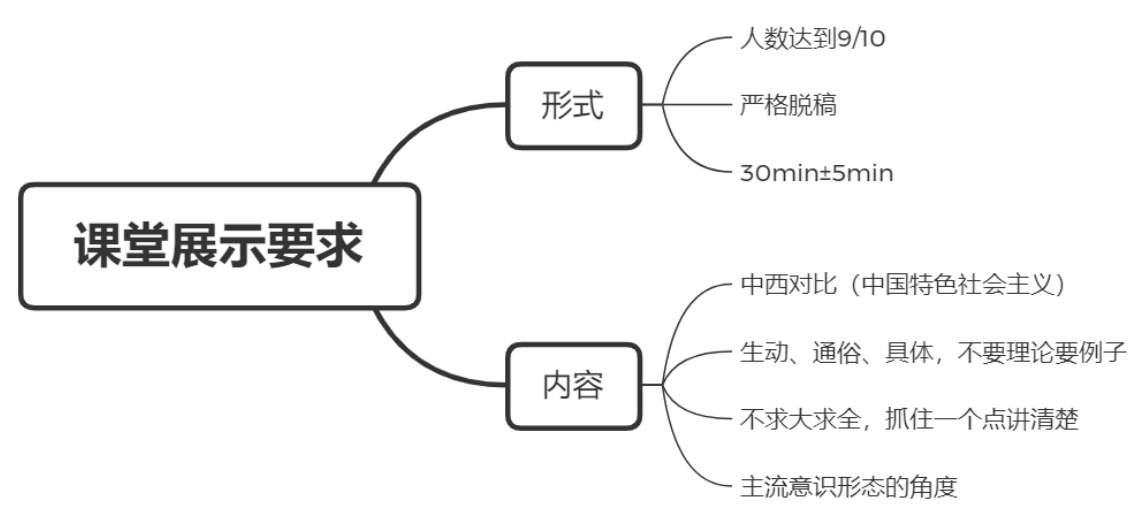 课堂展示要求
形式
人数达到9/10
严格脱稿
30min±5min
内容
中西对比（中国特色社会主义）
生动、通俗、具体，不要理论要例子
不求大求全，抓住一个点讲清楚
主流意识形态的角度